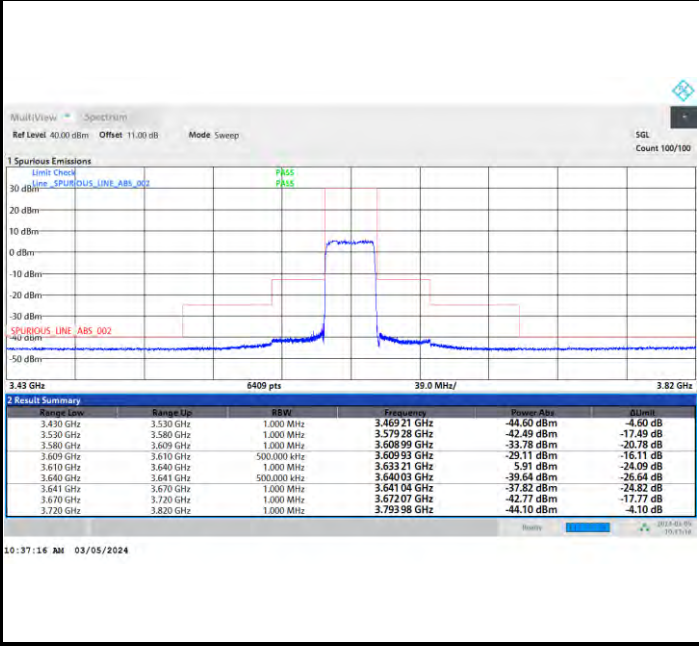 MultiView Spectrum
Ref Level 40.00 dBm Offset 11.00 dB Mode Sweep SGL
Count 100/100
1 Spurious Emissions
Limit Check PASS
Line _SPURIOUS_LINE_ABS_002 PASS
30 dBm
20 dBm
10 dBm
0 dBm
-10 dBm
-20 dBm
-30 dBm
SPURIOUS_LINE_ABS_002
-40 dBm
-50 dBm
3.43 GHz 6409 pts 39.0 MHz/ 3.82 GHz
2 Result Summary
Range Low Range Up RBW Frequency Power Abs ΔLimit
3.430 GHz 3.530 GHz 1.000 MHz 3.469 21 GHz -44.60 dBm -4.60 dB
3.530 GHz 3.580 GHz 1.000 MHz 3.579 28 GHz -42.49 dBm -17.49 dB
3.580 GHz 3.609 GHz 1.000 MHz 3.608 99 GHz -33.78 dBm -20.78 dB
3.609 GHz 3.610 GHz 500.000 kHz 3.609 93 GHz -29.11 dBm -16.11 dB
3.610 GHz 3.640 GHz 1.000 MHz 3.633 21 GHz 5.91 dBm -24.09 dB
3.640 GHz 3.641 GHz 500.000 kHz 3.640 03 GHz -39.64 dBm -26.64 dB
3.641 GHz 3.670 GHz 1.000 MHz 3.641 04 GHz -37.82 dBm -24.82 dB
3.670 GHz 3.720 GHz 1.000 MHz 3.672 07 GHz -42.77 dBm -17.77 dB
3.720 GHz 3.820 GHz 1.000 MHz 3.793 98 GHz -44.10 dBm -4.10 dB
Ready
10:37:16 AM 03/05/2024